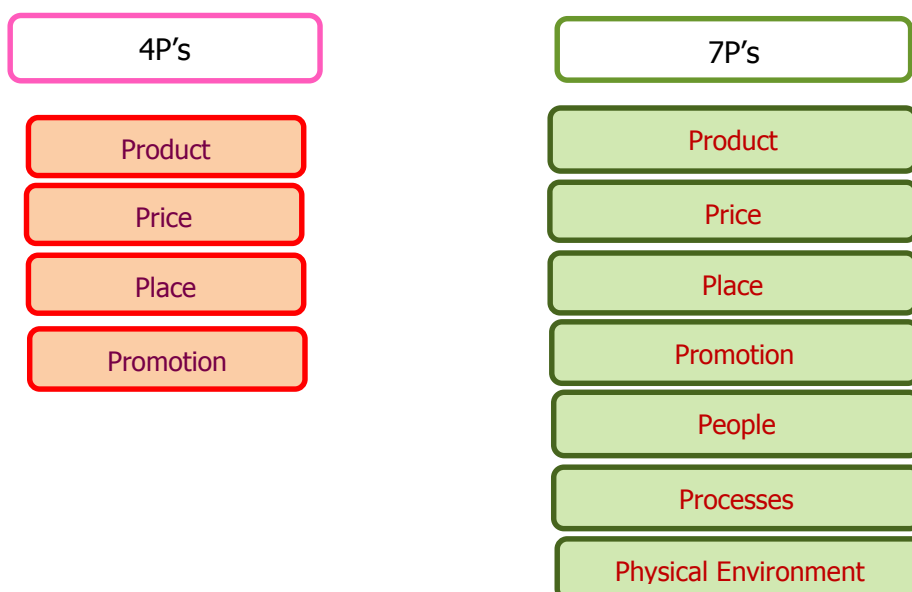 4P’s
Product
Price
Place
Promotion
7P’s
Product
Price
Place
Promotion
People
Processes
Physical Environment